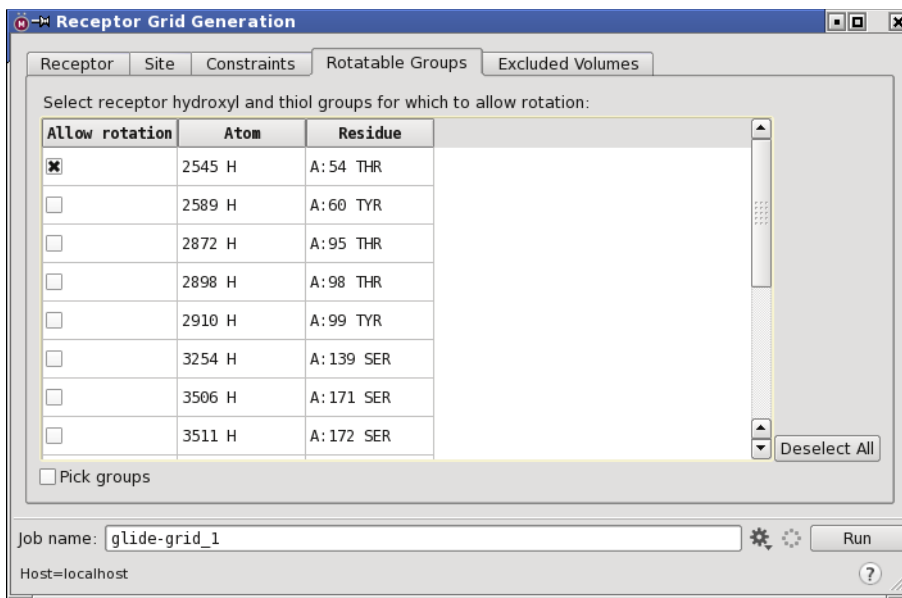 Receptor Grid Generation
Receptor Site Constraints Rotatable Groups Excluded Volumes
Select receptor hydroxyl and thiol groups for which to allow rotation:
Allow rotation Atom Residue
2545 H A:54 THR
2589 H A:60 TYR
2872 H A:95 THR
2898 H A:98 THR
2910 H A:99 TYR
3254 H A:139 SER
3506 H A:171 SER
3511 H A:172 SER
Deselect All
Pick groups
Job name: glide-grid_1 Run
Host=localhost ?